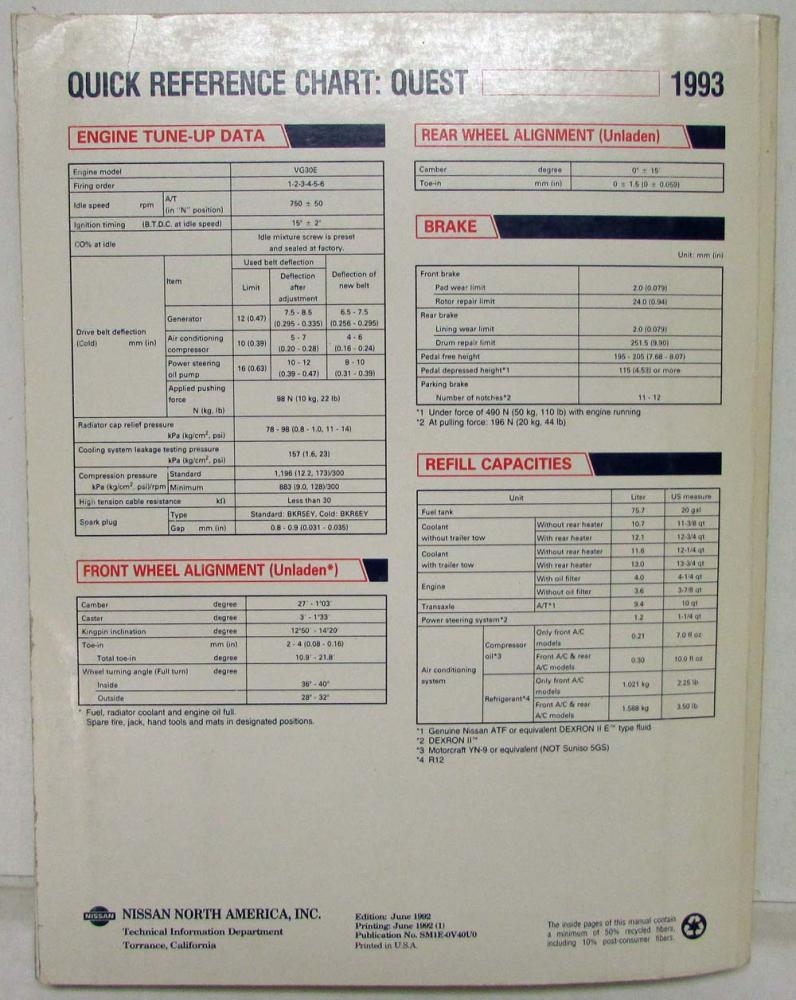 QUICK REFERENCE CHART: QUEST 1993
ENGINE TUNE-UP DATA
Engine model VG30E
Firing order 1-2-3-4-5-6
Idle speed rpm A/T (in "N" position) 750 ± 50
Ignition timing (B.T.D.C. at idle speed) 15° ± 2°
CO% at idle Idle mixture screw is preset and sealed at factory.
Drive belt deflection (Cold) mm (in)
Item
Used belt deflection
Limit
Deflection after adjustment
Deflection of new belt
Generator 12 (0.47) 7.5 - 8.5 (0.295 - 0.335) 6.5 - 7.5 (0.256 - 0.295)
Air conditioning compressor 10 (0.39) 5 - 7 (0.20 - 0.28) 4 - 6 (0.16 - 0.24)
Power steering oil pump 16 (0.63) 10 - 12 (0.39 - 0.47) 8 - 10 (0.31 - 0.39)
Applied pushing force N (kg, lb) 98 N (10 kg, 22 lb)
Radiator cap relief pressure kPa (kg/cm², psi) 78 - 98 (0.8 - 1.0, 11 - 14)
Cooling system leakage testing pressure kPa (kg/cm², psi) 157 (1.6, 23)
Compression pressure kPa (kg/cm², psi)/rpm
Standard 1,196 (12.2, 173)/300
Minimum 883 (9.0, 128)/300
High tension cable resistance kΩ Less than 30
Spark plug
Type Standard: BKR5EY, Cold: BKR6EY
Gap mm (in) 0.8 - 0.9 (0.031 - 0.035)
FRONT WHEEL ALIGNMENT (Unladen*)
Camber degree 27' - 1°03'
Caster degree 3' - 1°33'
Kingpin inclination degree 12°50' - 14°20'
Toe-in mm (in) 2 - 4 (0.08 - 0.16)
Total toe-in degree 10.9' - 21.8'
Wheel turning angle (Full turn) degree
Inside 36° - 40°
Outside 28° - 32°
* Fuel, radiator coolant and engine oil full.
Spare tire, jack, hand tools and mats in designated positions.
REAR WHEEL ALIGNMENT (Unladen)
Camber degree 0° ± 15'
Toe-in mm (in) 0 ± 1.5 (0 ± 0.059)
BRAKE
Unit: mm (in)
Front brake
Pad wear limit 2.0 (0.079)
Rotor repair limit 24.0 (0.94)
Rear brake
Lining wear limit 2.0 (0.079)
Drum repair limit 251.5 (9.90)
Pedal free height 195 - 205 (7.68 - 8.07)
Pedal depressed height*1 115 (4.53) or more
Parking brake
Number of notches*2 11 - 12
*1 Under force of 490 N (50 kg, 110 lb) with engine running
*2 At pulling force: 196 N (20 kg, 44 lb)
REFILL CAPACITIES
Unit Liter US measure
Fuel tank 75.7 20 gal
Coolant without trailer tow
Without rear heater 10.7 11-3/8 qt
With rear heater 12.1 12-3/4 qt
Coolant with trailer tow
Without rear heater 11.6 12-1/4 qt
With rear heater 13.0 13-3/4 qt
Engine
With oil filter 4.0 4-1/4 qt
Without oil filter 3.6 3-7/8 qt
Transaxle A/T*1 9.4 10 qt
Power steering system*2 1.2 1-1/4 qt
Air conditioning system
Compressor oil*3
Only front A/C models 0.21 7.0 fl oz
Front A/C & rear A/C models 0.30 10.0 fl oz
Refrigerant*4
Only front A/C models 1.021 kg 2.25 lb
Front A/C & rear A/C models 1.588 kg 3.50 lb
*1 Genuine Nissan ATF or equivalent DEXRON II E™ type fluid
*2 DEXRON II™
*3 Motorcraft YN-9 or equivalent (NOT Suniso 5GS)
*4 R12
NISSAN
NISSAN NORTH AMERICA, INC.
Technical Information Department
Torrance, California
Edition: June 1992
Printing: June 1992 (1)
Publication No. SM1E-0V40U0
Printed in U.S.A.
The inside pages of this manual contain
a minimum of 50% recycled fibers,
including 10% post-consumer fibers.